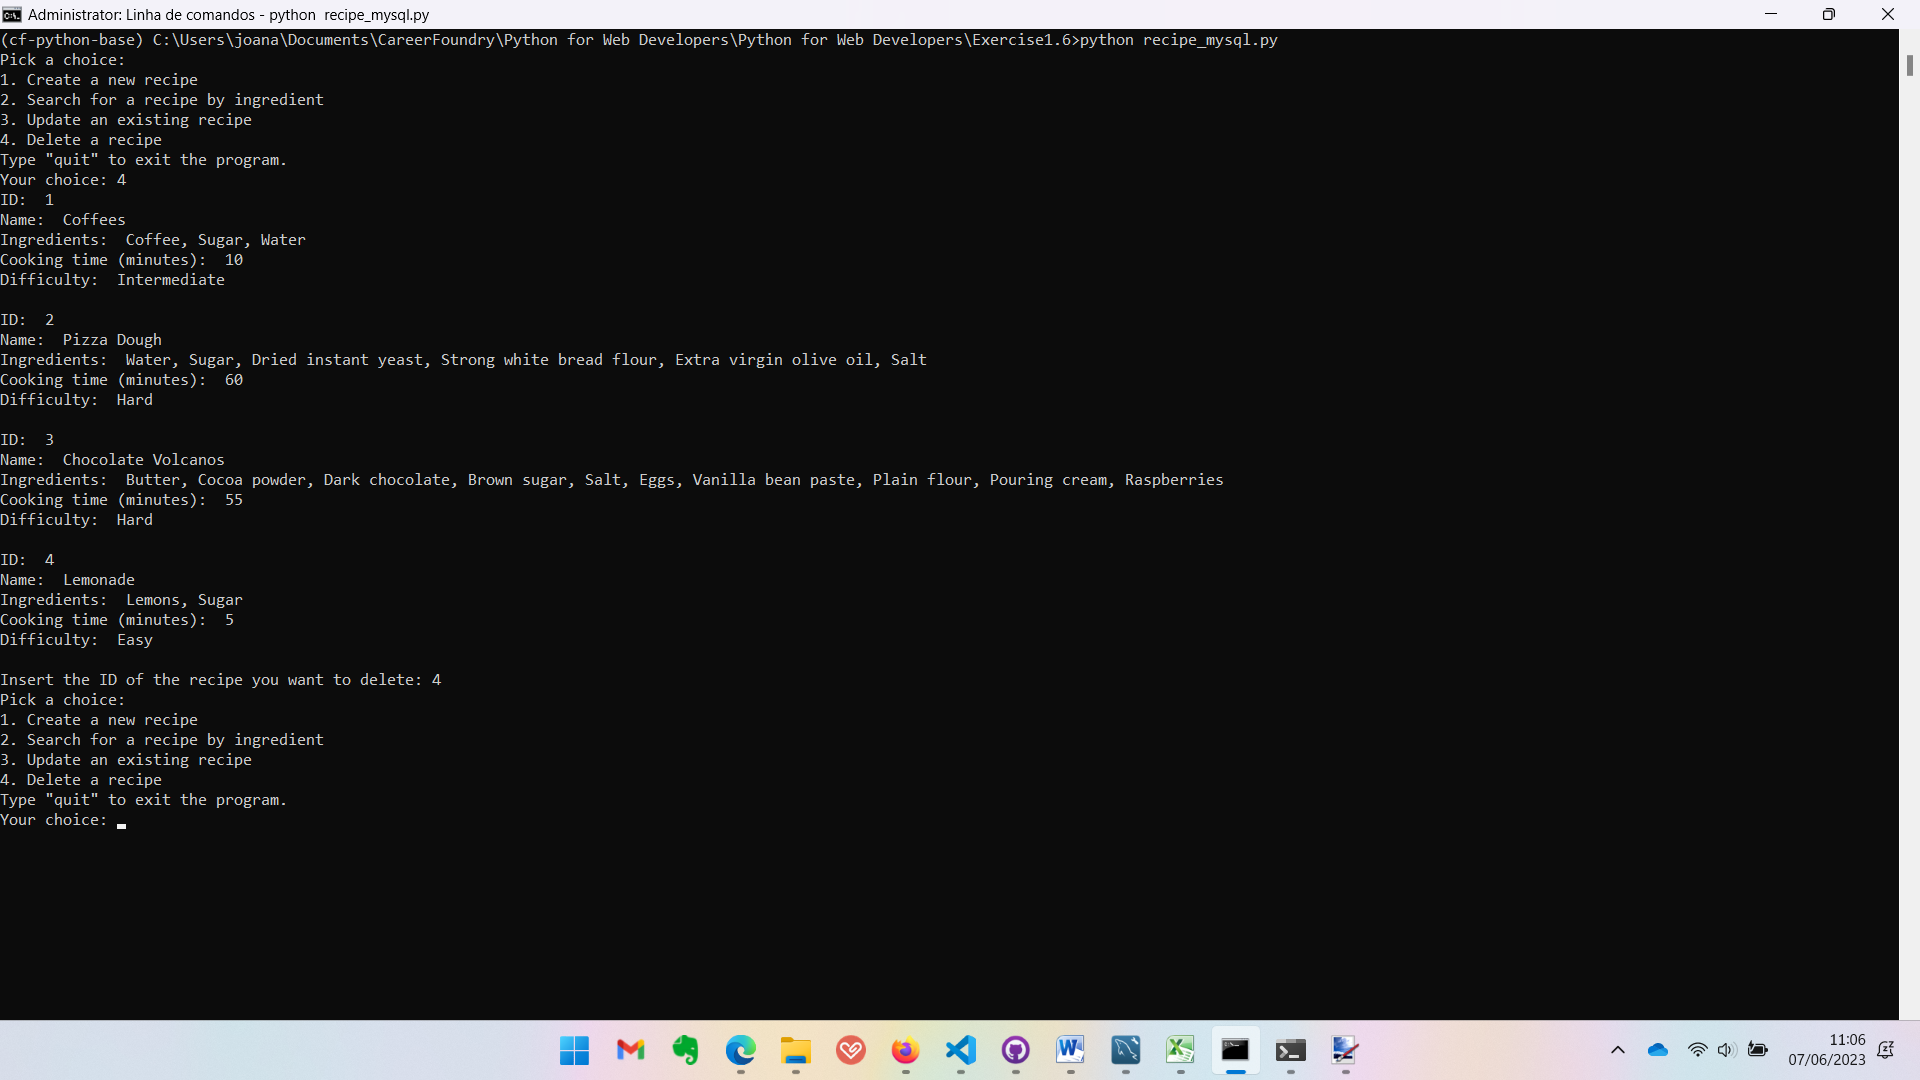 Administrator: Linha de comandos - python  recipe_mysql.py
(cf-python-base) C:\Users\joana\Documents\CareerFoundry\Python for Web Developers\Python for Web Developers\Exercise1.6>python recipe_mysql.py
Pick a choice:
1. Create a new recipe
2. Search for a recipe by ingredient
3. Update an existing recipe
4. Delete a recipe
Type "quit" to exit the program.
Your choice: 4
ID:  1
Name:  Coffees
Ingredients:  Coffee, Sugar, Water
Cooking time (minutes):  10
Difficulty:  Intermediate
ID:  2
Name:  Pizza Dough
Ingredients:  Water, Sugar, Dried instant yeast, Strong white bread flour, Extra virgin olive oil, Salt
Cooking time (minutes):  60
Difficulty:  Hard
ID:  3
Name:  Chocolate Volcanos
Ingredients:  Butter, Cocoa powder, Dark chocolate, Brown sugar, Salt, Eggs, Vanilla bean paste, Plain flour, Pouring cream, Raspberries
Cooking time (minutes):  55
Difficulty:  Hard
ID:  4
Name:  Lemonade
Ingredients:  Lemons, Sugar
Cooking time (minutes):  5
Difficulty:  Easy
Insert the ID of the recipe you want to delete: 4
Pick a choice:
1. Create a new recipe
2. Search for a recipe by ingredient
3. Update an existing recipe
4. Delete a recipe
Type "quit" to exit the program.
Your choice:
11:06
07/06/2023